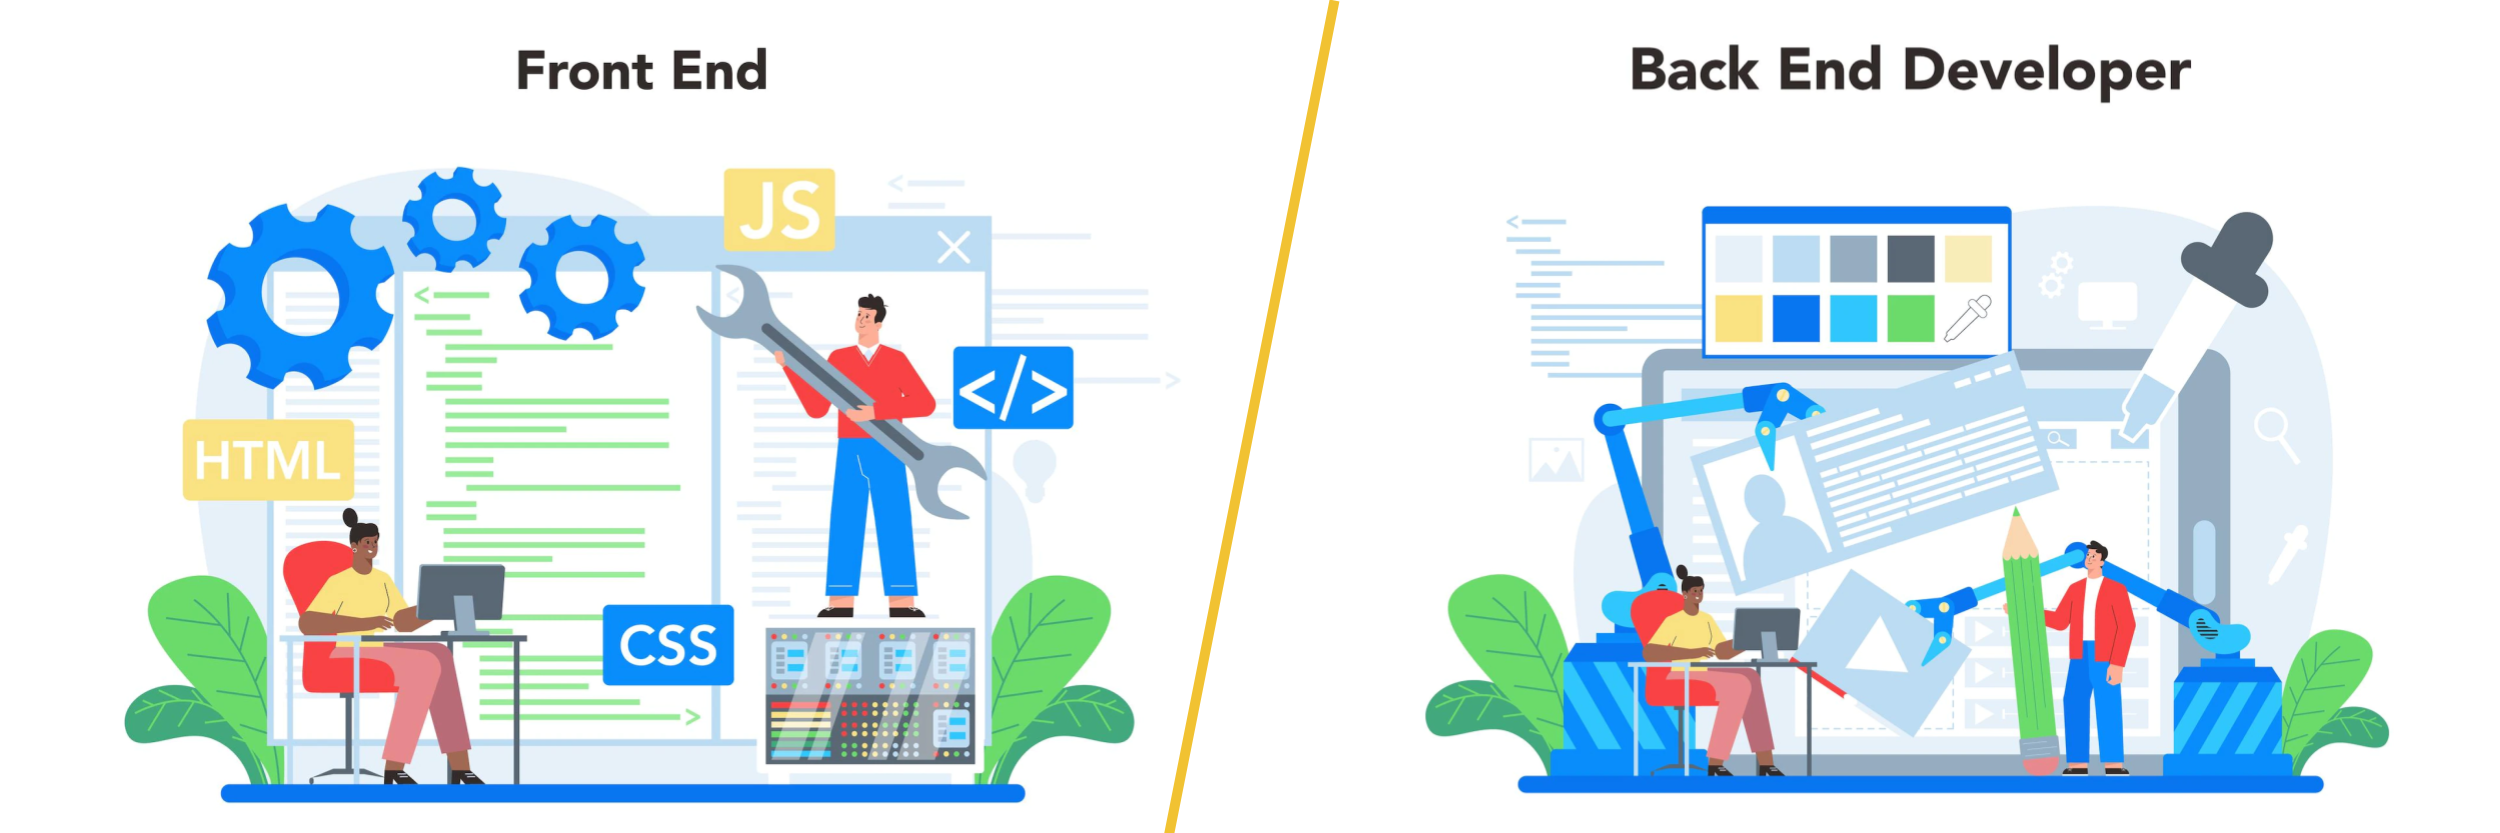 Front End
JS
</>
HTML
CSS
Back End Developer